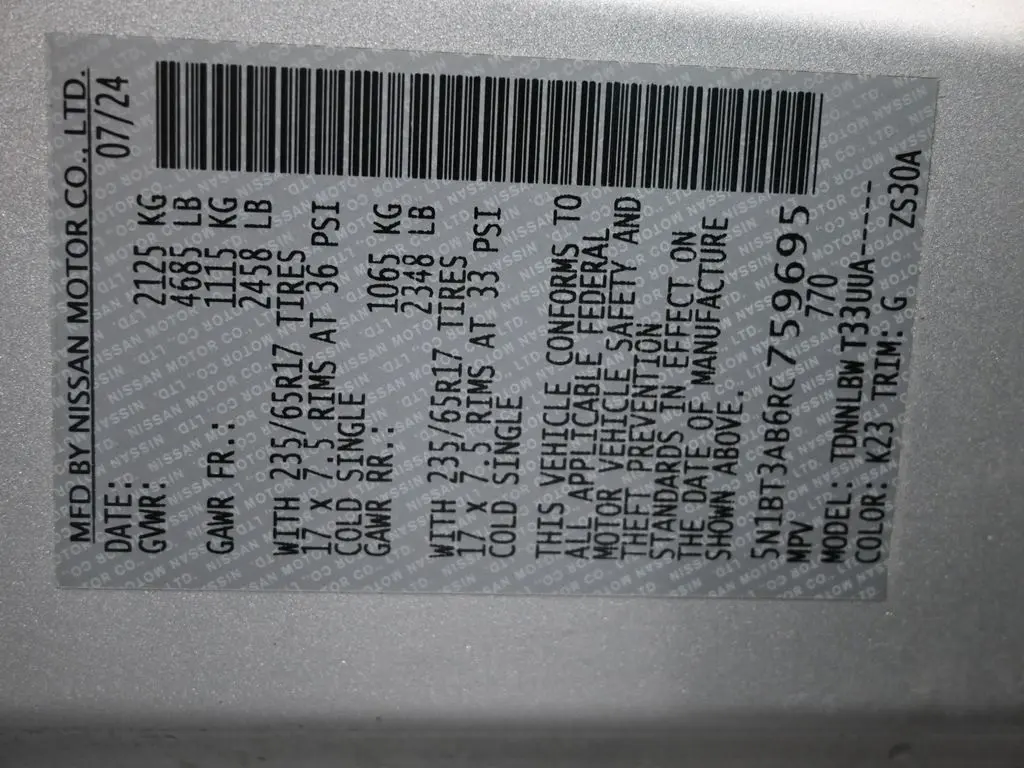 MFD BY NISSAN MOTOR CO., LTD.
DATE: 07/24
GVWR: 2125 KG
4685 LB
GAWR FR.: 1115 KG
2458 LB
WITH 235/65R17 TIRES
17 X 7.5 RIMS AT 36 PSI
COLD SINGLE
GAWR RR.: 1065 KG
2348 LB
WITH 235/65R17 TIRES
17 X 7.5 RIMS AT 33 PSI
COLD SINGLE
THIS VEHICLE CONFORMS TO
ALL APPLICABLE FEDERAL
MOTOR VEHICLE SAFETY AND
THEFT PREVENTION
STANDARDS IN EFFECT ON
THE DATE OF MANUFACTURE
SHOWN ABOVE.
5N1BT3AB6RC759695
MPV 770
MODEL: TDNNLBWT33UUA-----
COLOR: K23 TRIM: G ZS30A